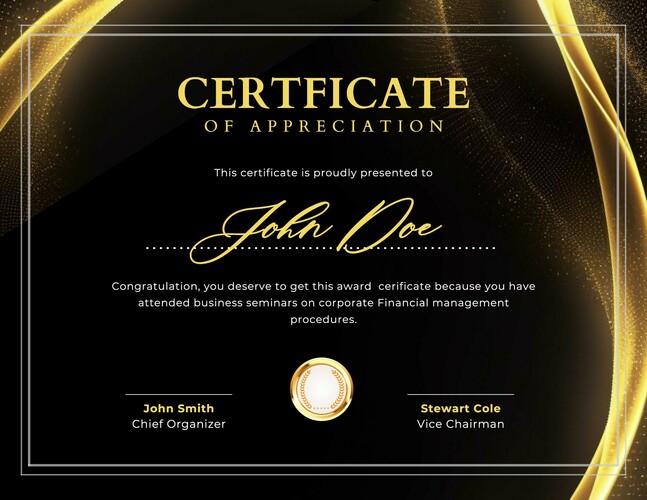 CERTFICATE
OF APPRECIATION
This certificate is proudly presented to
John Doe
Congratulation, you deserve to get this award cerificate because you have
attended business seminars on corporate Financial management
procedures.
John Smith
Chief Organizer
Stewart Cole
Vice Chairman